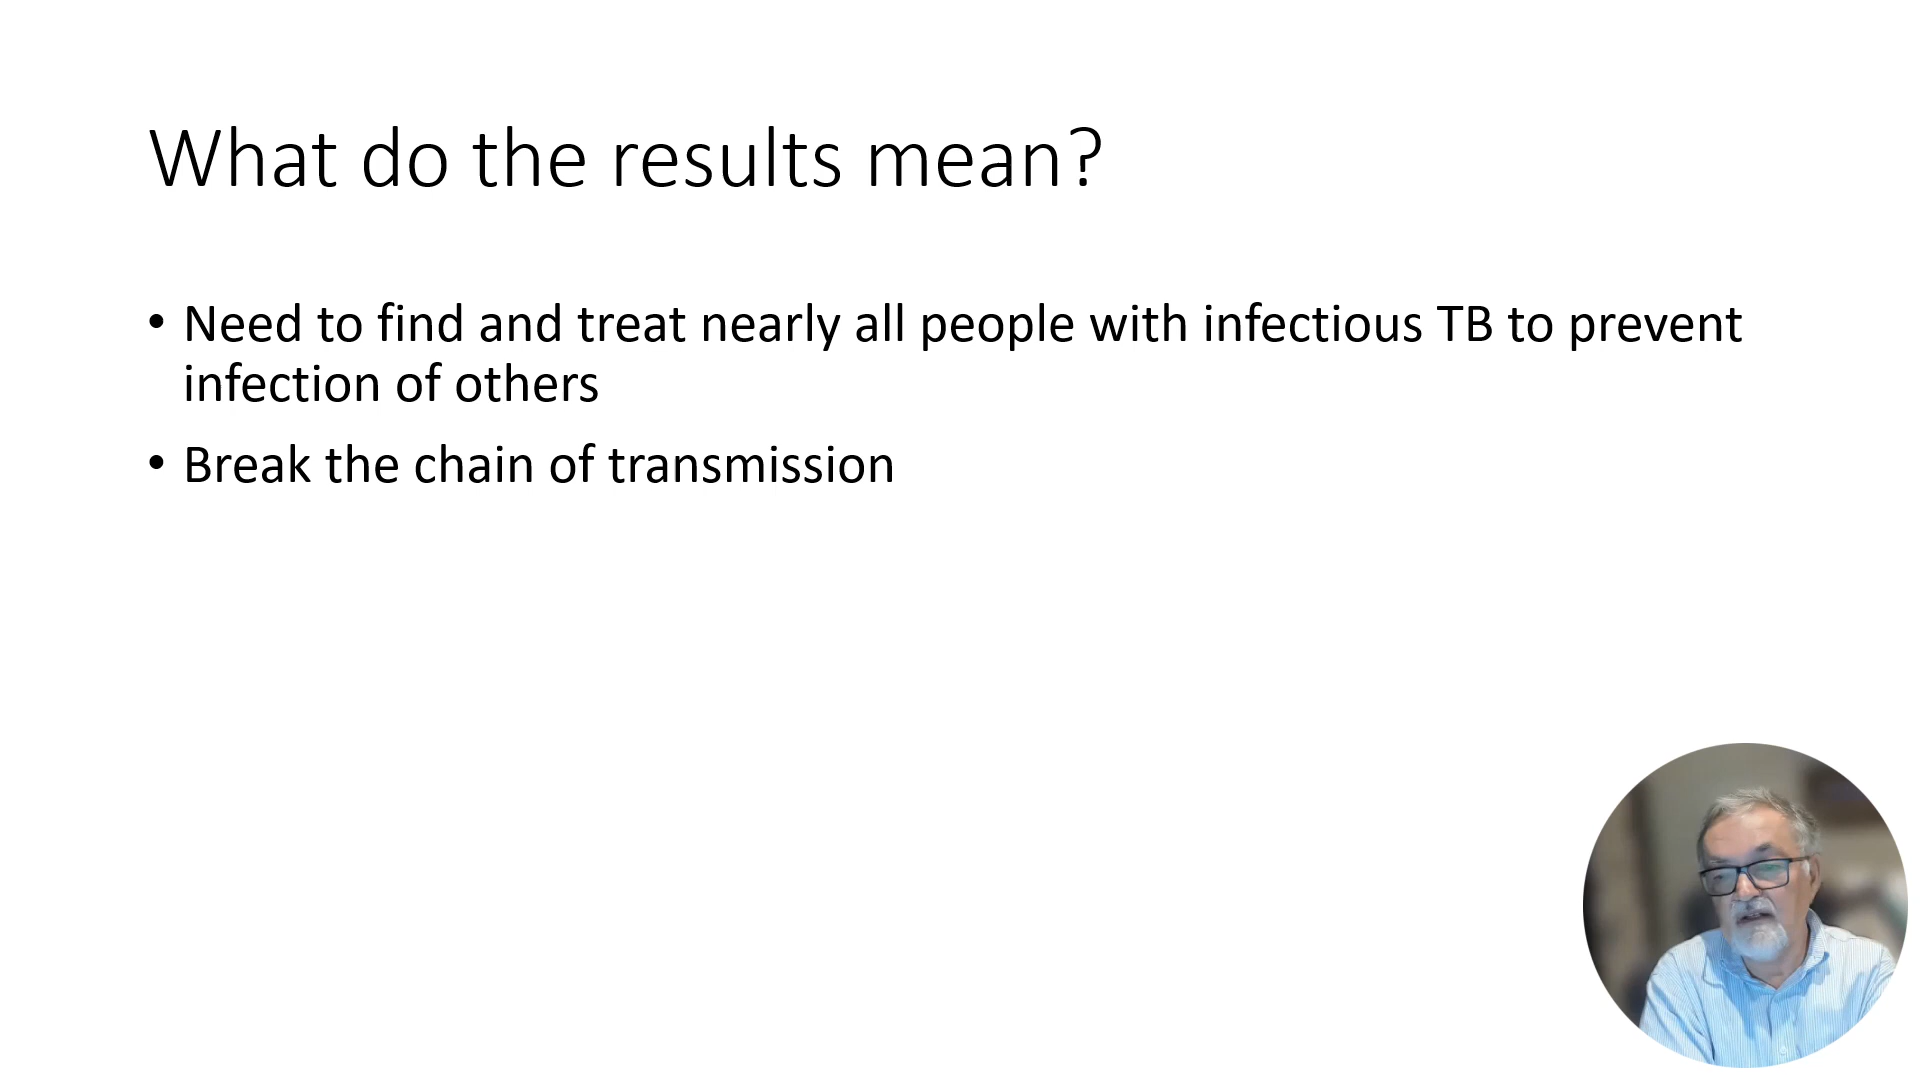 What do the results mean?
• Need to find and treat nearly all people with infectious TB to prevent
infection of others
• Break the chain of transmission